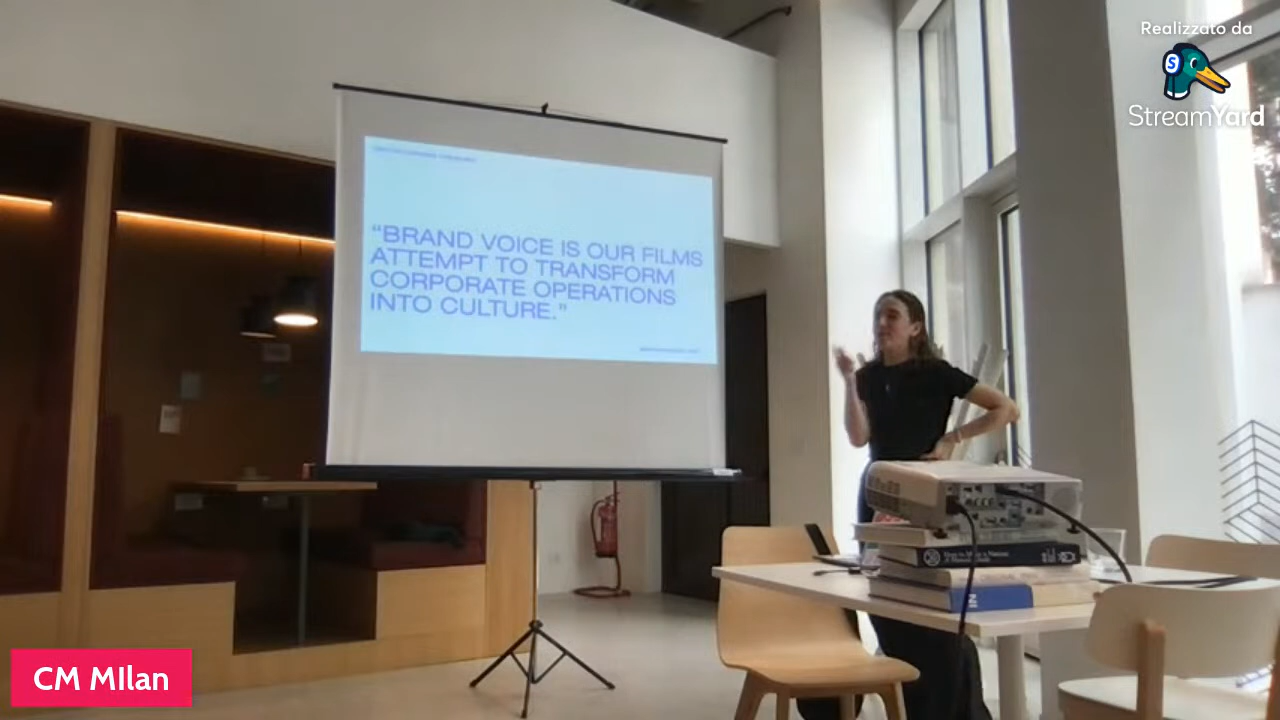 Realizzato da
StreamYard
“BRAND VOICE IS OUR FILMS
ATTEMPT TO TRANSFORM
CORPORATE OPERATIONS
INTO CULTURE.”
CM MIlan